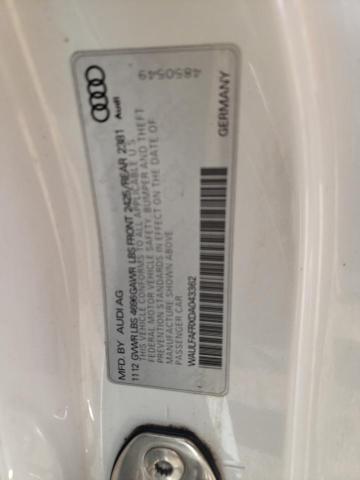 4850549
Audi
MFD. BY AUDI AG
11 12 GVWR LBS 4696 GAWR LBS FRONT 2425/REAR 2381
THIS VEHICLE CONFORMS TO ALL APPLICABLE U S
FEDERAL MOTOR VEHICLE SAFETY, BUMPER AND THEFT
PREVENTION STANDARDS IN EFFECT ON THE DATE OF
MANUFACTURE SHOWN ABOVE.
PASSENGER CAR
WAULFAFRXDA043362
GERMANY